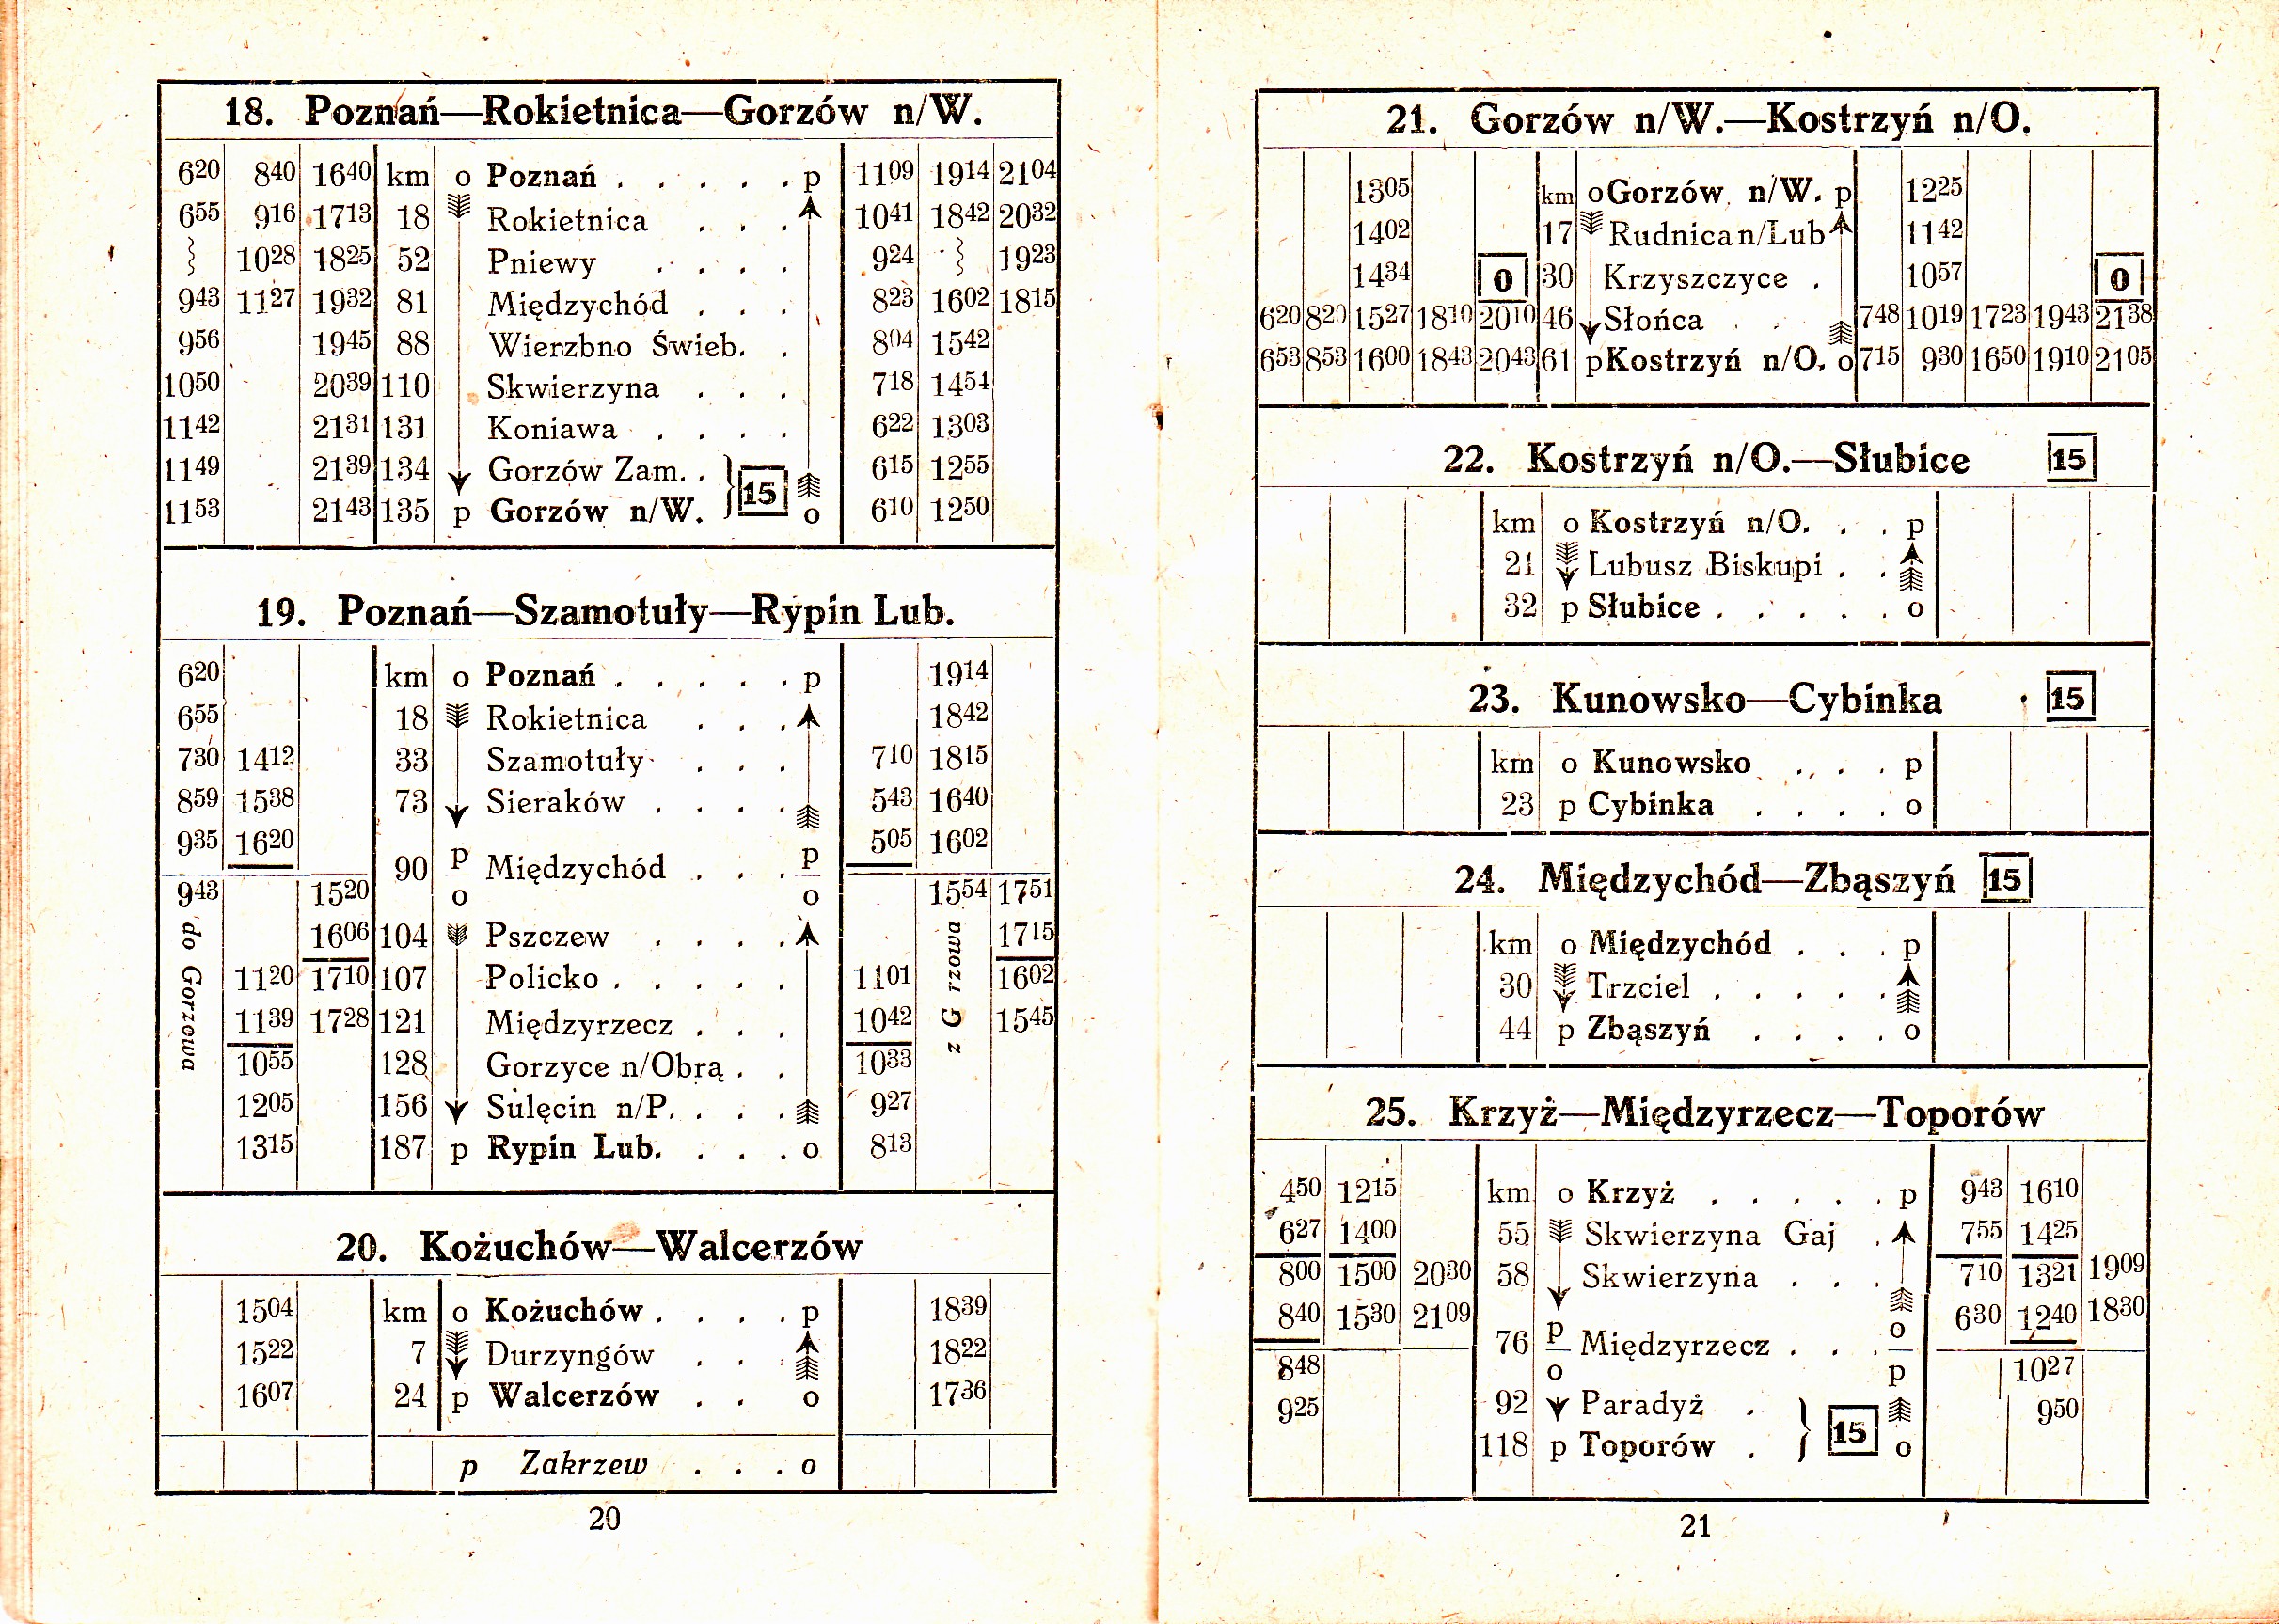 18. Poznań—Rokietnica—Gorzów n/W.
620 840 1640 km o Poznań . . . . . p 1109 1914 2104
655 916 1713 18 Rokietnica . . . 1041 1842 2032
1028 1825 52 Pniewy . . . . 924 1923
943 1127 1932 81 Międzychód . . . 823 1602 1815
956 1945 88 Wierzbno Świeb. . 804 1542
1050 2039 110 Skwierzyna . . . 718 1454
1142 2131 131 Koniawa . . . . 622 1303
1149 2139 134 Gorzów Zam. . 615 1255
15
1153 2143 135 p Gorzów n/W. o 610 1250
19. Poznań—Szamotuły—Rypin Lub.
620 km o Poznań . . . . . p 1914
655 18 Rokietnica . . . 1842
730 1412 33 Szamotuły . . . 710 1815
859 1538 73 Sieraków . . . . 543 1640
935 1620 505 1602
90 p Międzychód . . . p
943 1520 o o 1554 1751
do Gorzowa
z G rzowa
1606 104 Pszczew . . . . 1715
1120 1710 107 Policko . . . . . 1101 1602
1139 1728 121 Międzyrzecz . . . 1042 1545
1055 128 Gorzyce n/Obrą . . 1033
1205 156 Sulęcin n/P. . . . 927
1315 187 p Rypin Lub. . . . o 813
20. Kożuchów—Walcerzów
1504 km o Kożuchów . . . . p 1839
1522 7 Durzyngów . . . 1822
1607 24 p Walcerzów . . o 1736
p Zakrzew . . . o
20
21. Gorzów n/W.—Kostrzyń n/O.
1305 km o Gorzów n/W. p 1225
1402 17 Rudnica n/Lub 1142
1434 0 30 Krzyszczyce . 1057 0
620 820 1527 1810 2010 46 Słońca . . 748 1019 1723 1943 2138
653 853 1600 1843 2043 61 p Kostrzyń n/O. o 715 930 1650 1910 2105
22. Kostrzyń n/O.—Słubice 15
km o Kostrzyń n/O. . . p
21 Lubusz Biskupi . .
32 p Słubice . . . . . o
23. Kunowsko—Cybinka 15
km o Kunowsko . . . . p
23 p Cybinka . . . . o
24. Międzychód—Zbąszyń 15
km o Międzychód . . . p
30 Trzciel . . . . .
44 p Zbąszyń . . . . o
25. Krzyż—Międzyrzecz—Toporów
450 1215 km o Krzyż . . . . . p 943 1610
627 1400 55 Skwierzyna Gaj . 755 1425
800 1500 2030 58 Skwierzyna . . . 710 1321 1909
840 1530 2109 630 1240 1830
76 p Międzyrzecz . . . o
848 o p 1027
925 92 Paradyż . 950
15
118 p Toporów . o
21